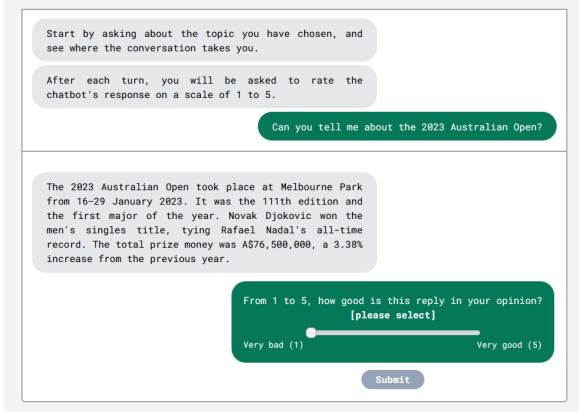 Start by asking about the topic you have chosen, and
see where the conversation takes you.
After each turn, you will be asked to rate the
chatbot's response on a scale of 1 to 5.
Can you tell me about the 2023 Australian Open?
The 2023 Australian Open took place at Melbourne Park
from 16–29 January 2023. It was the 111th edition and
the first major of the year. Novak Djokovic won the
men's singles title, tying Rafael Nadal's all-time
record. The total prize money was A$76,500,000, a 3.38%
increase from the previous year.
From 1 to 5, how good is this reply in your opinion?
[please select]
Very bad (1) Very good (5)
Submit